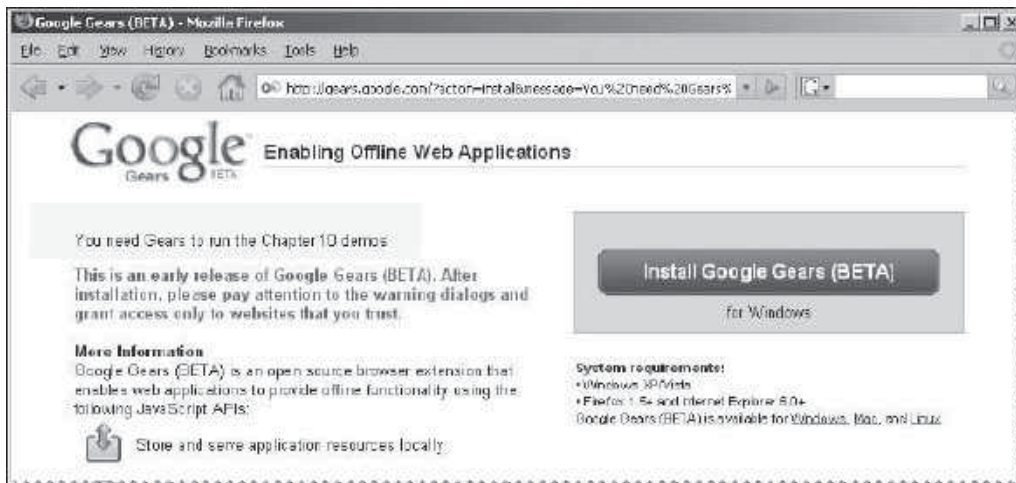 Google Gears (BETA) - Mozilla Firefox
File Edit View History Bookmarks Tools Help
http://gears.google.com/?action=install&message=You%20need%20Gears%
G
Google™ Enabling Offline Web Applications
Gears BETA
You need Gears to run the Chapter 10 demos
This is an early release of Google Gears (BETA). After
installation, please pay attention to the warning dialogs and
grant access only to websites that you trust.
More Information
Google Gears (BETA) is an open source browser extension that
enables web applications to provide offline functionality using the
following JavaScript APIs:
Store and serve application resources locally
Install Google Gears (BETA)
for Windows
System requirements:
• Windows XP/Vista
• Firefox 1.5+ and Internet Explorer 6.0+
Google Gears (BETA) is available for Windows, Mac, and Linux